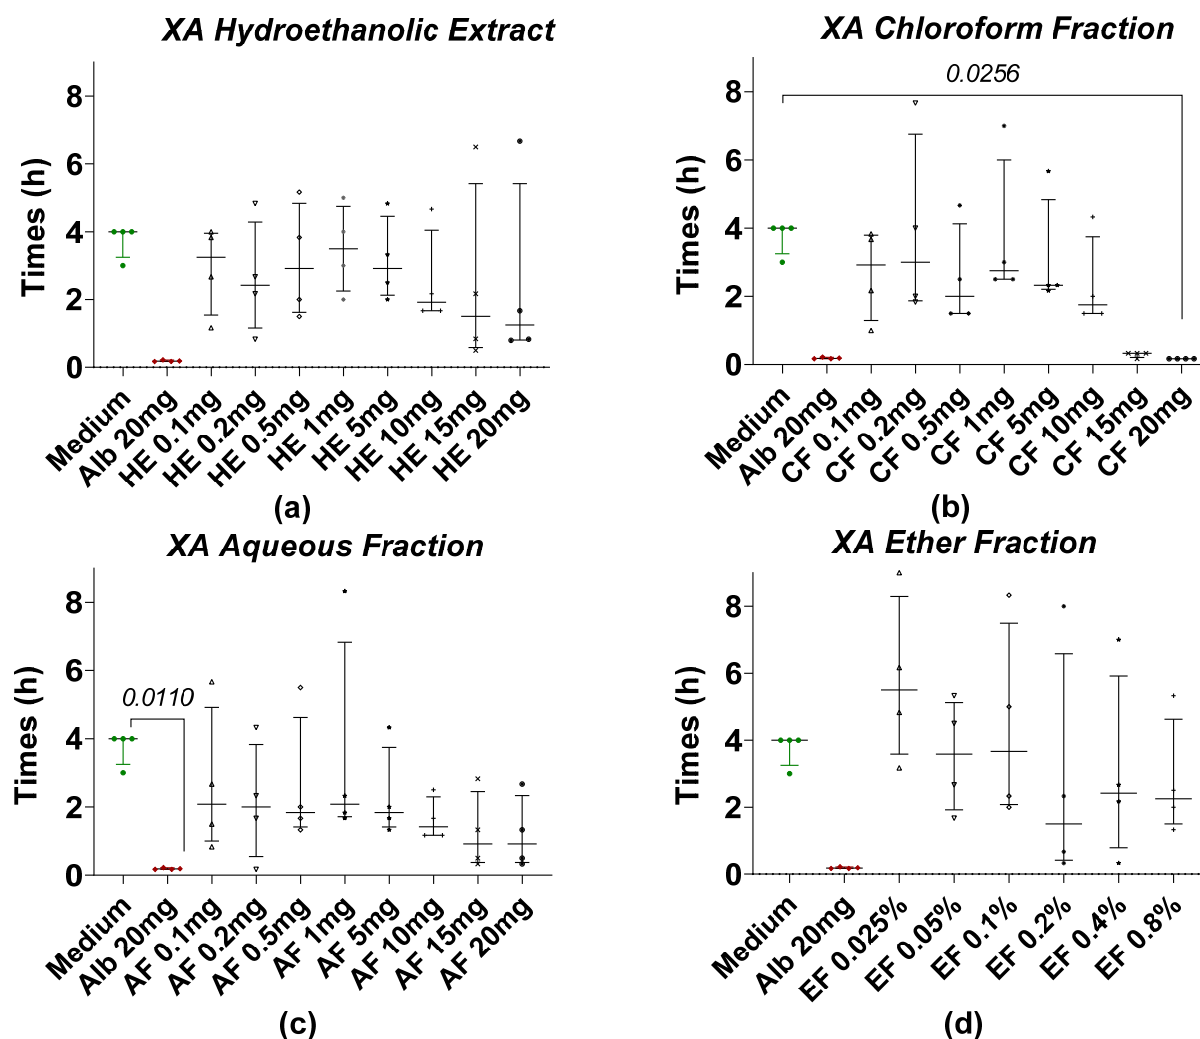 XA Hydroethanolic Extract
Times (h)
8
6
4
2
0
Medium
Alb 20mg
HE 0.1mg
HE 0.2mg
HE 0.5mg
HE 1mg
HE 5mg
HE 10mg
HE 15mg
HE 20mg
(a)
XA Chloroform Fraction
0.0256
Times (h)
8
6
4
2
0
Medium
Alb 20mg
CF 0.1mg
CF 0.2mg
CF 0.5mg
CF 1mg
CF 5mg
CF 10mg
CF 15mg
CF 20mg
(b)
XA Aqueous Fraction
0.0110
Times (h)
8
6
4
2
0
Medium
Alb 20mg
AF 0.1mg
AF 0.2mg
AF 0.5mg
AF 1mg
AF 5mg
AF 10mg
AF 15mg
AF 20mg
(c)
XA Ether Fraction
Times (h)
8
6
4
2
0
Medium
Alb 20mg
EF 0.025%
EF 0.05%
EF 0.1%
EF 0.2%
EF 0.4%
EF 0.8%
(d)